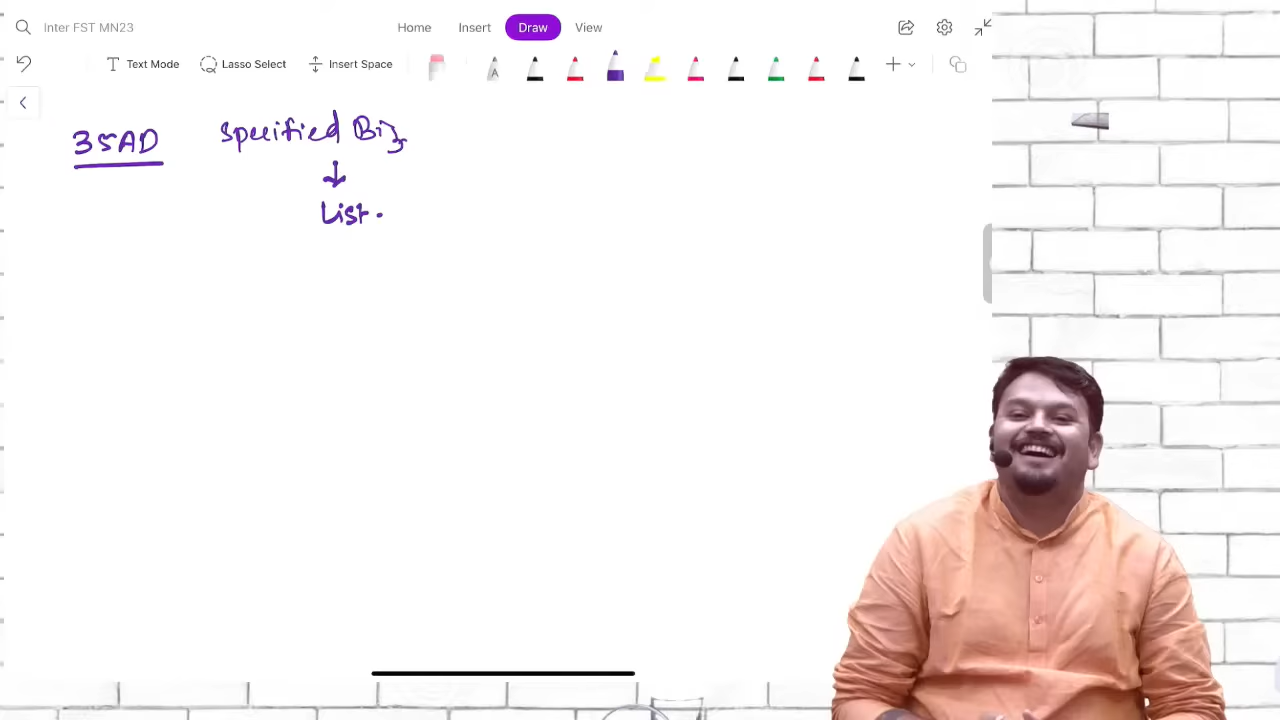 Inter FST MN23
Home Insert Draw View
Text Mode Lasso Select Insert Space
A
35AD Specified Biz
List.